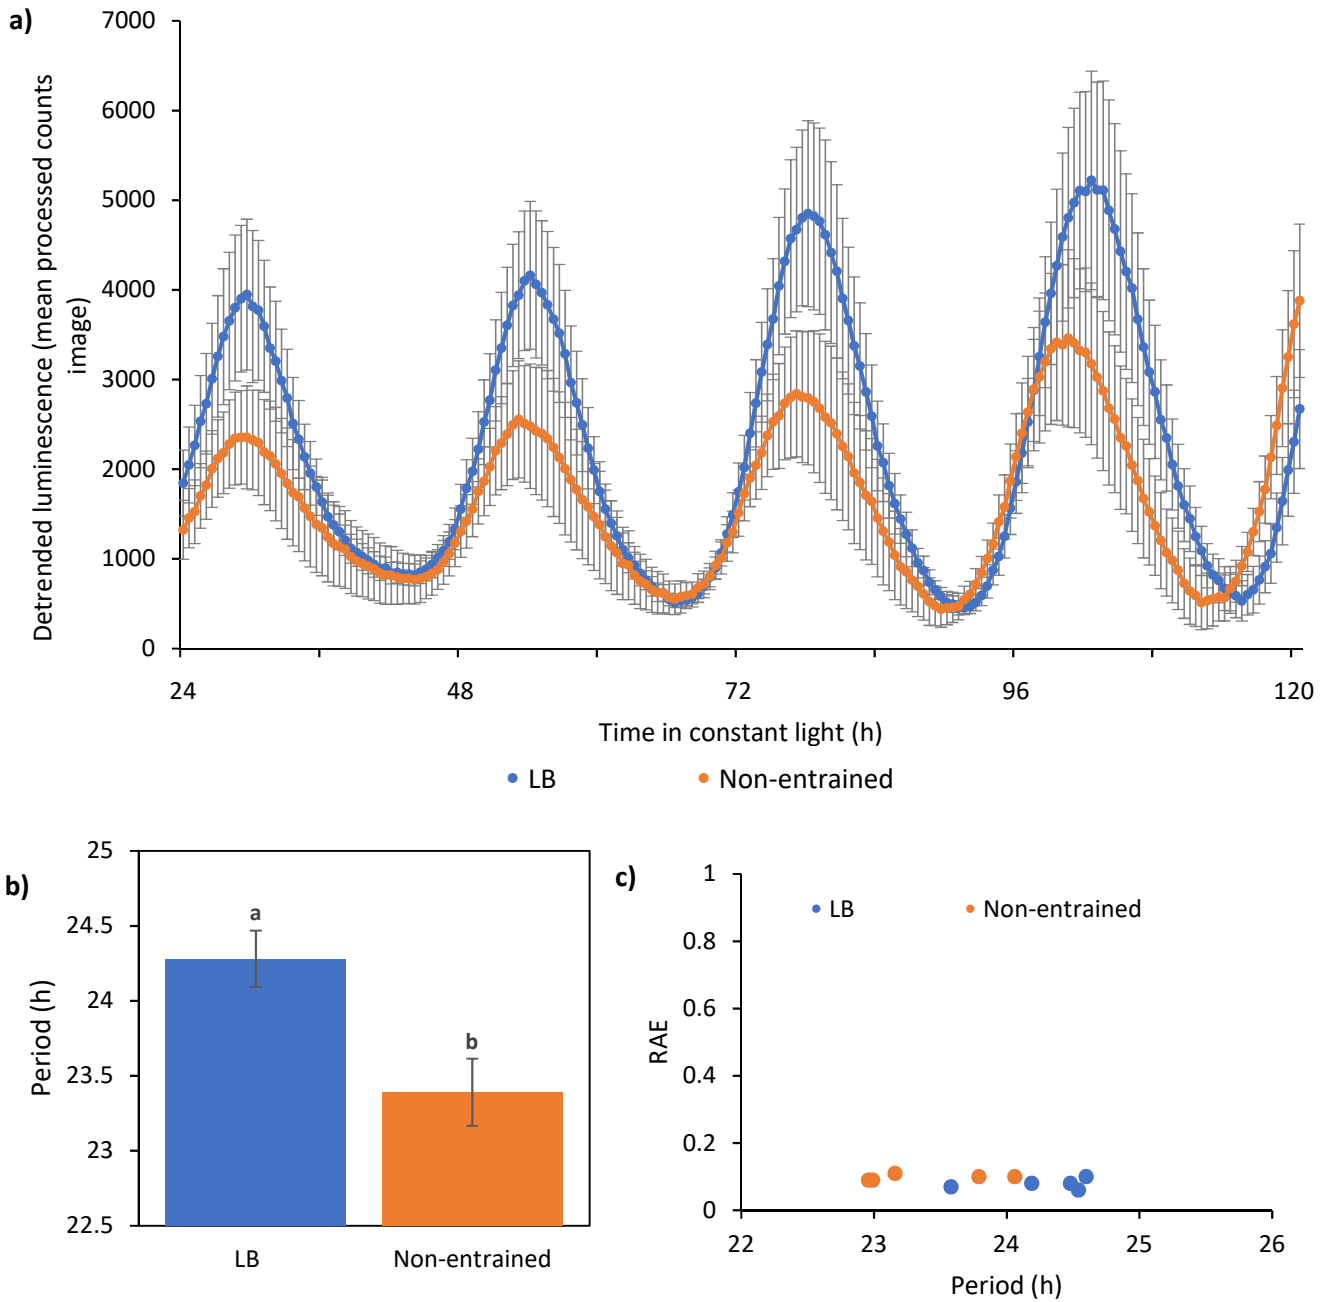 a)
7000
6000
5000
4000
3000
2000
1000
0
Detrended luminescence (mean processed counts
image)
24
48
72
96
120
Time in constant light (h)
LB
Non-entrained
b)
25
24.5
24
23.5
23
22.5
Period (h)
a
b
LB
Non-entrained
c)
1
0.8
0.6
0.4
0.2
0
RAE
LB
Non-entrained
22
23
24
25
26
Period (h)